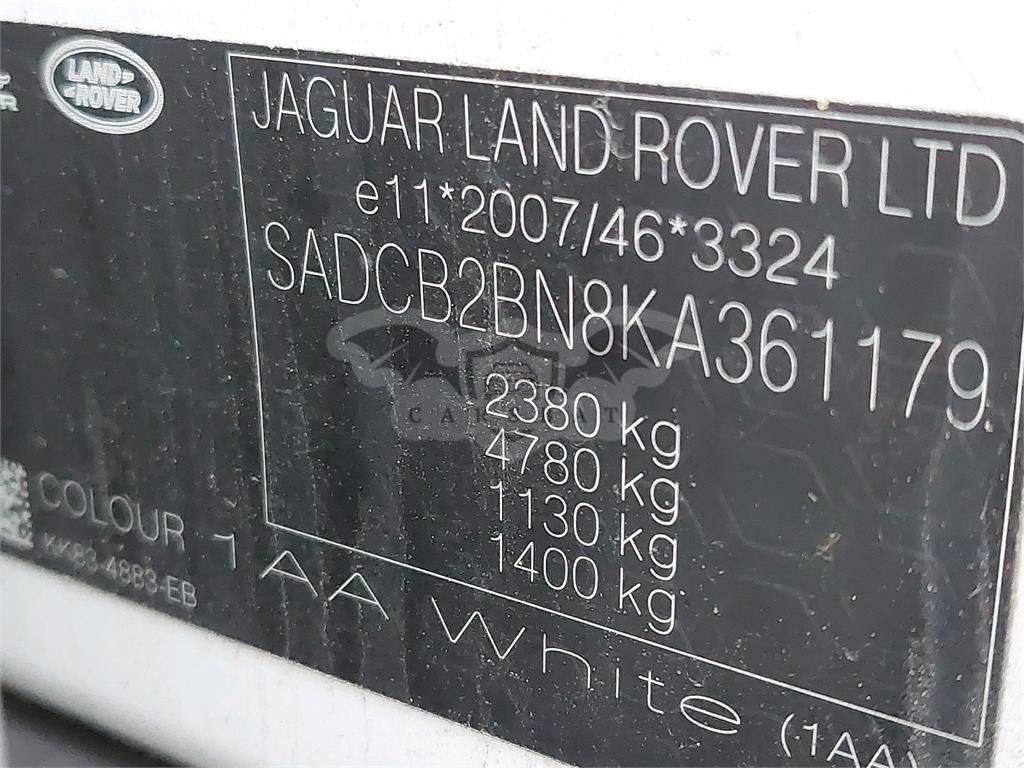 LAND
ROVER
JAGUAR LAND ROVER LTD
e11*2007/46*3324
SADCB2BN8KA361179
2380 kg
4780 kg
1130 kg
1400 kg
COLOUR 1AA White (1AA)
KK83-4883-EB
CARSCAT